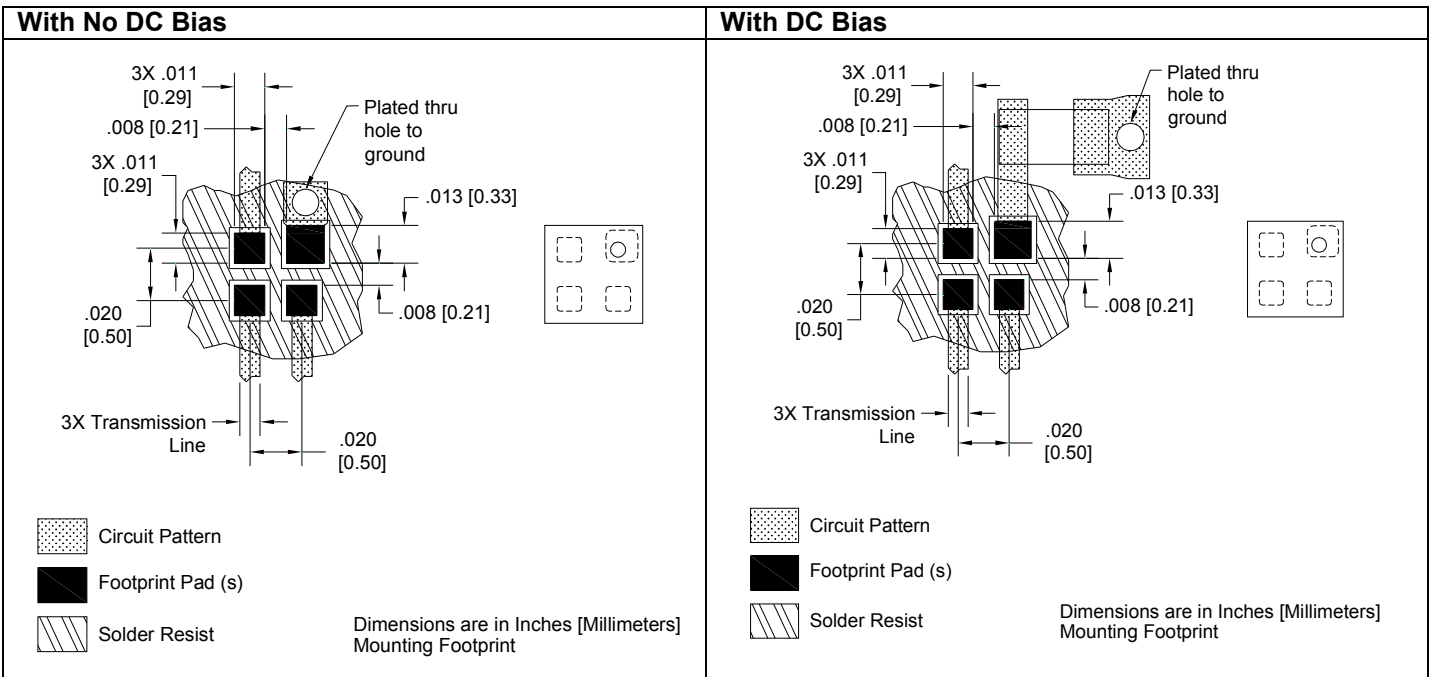 With No DC Bias
3X .011
[0.29]
Plated thru
hole to
ground
.008 [0.21]
3X .011
[0.29]
.013 [0.33]
.020
[0.50]
.008 [0.21]
3X Transmission
Line
.020
[0.50]
Circuit Pattern
Footprint Pad (s)
Solder Resist
Dimensions are in Inches [Millimeters]
Mounting Footprint
With DC Bias
3X .011
[0.29]
Plated thru
hole to
ground
.008 [0.21]
3X .011
[0.29]
.013 [0.33]
.020
[0.50]
.008 [0.21]
3X Transmission
Line
.020
[0.50]
Circuit Pattern
Footprint Pad (s)
Solder Resist
Dimensions are in Inches [Millimeters]
Mounting Footprint